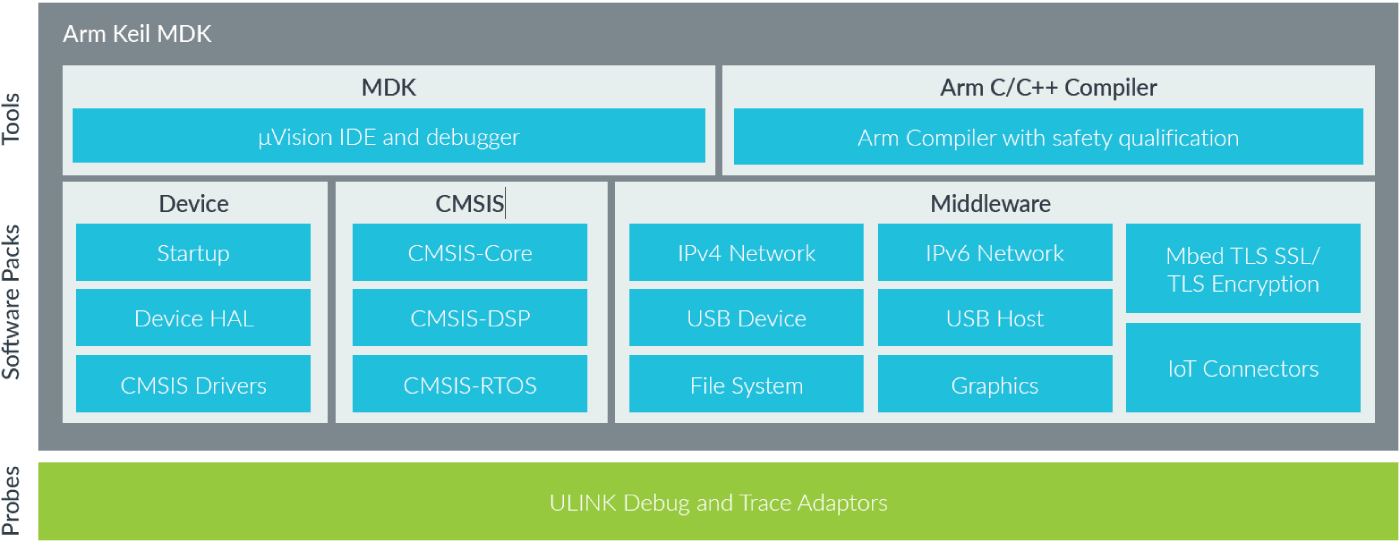 Arm Keil MDK
Tools
MDK
µVision IDE and debugger
Arm C/C++ Compiler
Arm Compiler with safety qualification
Software Packs
Device
Startup
Device HAL
CMSIS Drivers
CMSIS
CMSIS-Core
CMSIS-DSP
CMSIS-RTOS
Middleware
IPv4 Network
USB Device
File System
IPv6 Network
USB Host
Graphics
Mbed TLS SSL/
TLS Encryption
IoT Connectors
Probes
ULINK Debug and Trace Adaptors